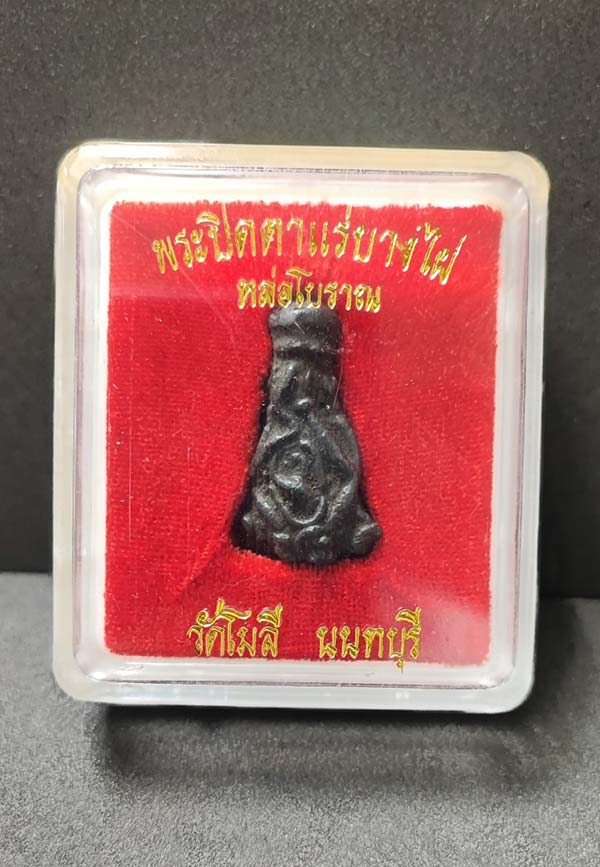 พระปิดตาแร่บางไผ่
หล่อโบราณ
วัดโมลี นนทบุรี